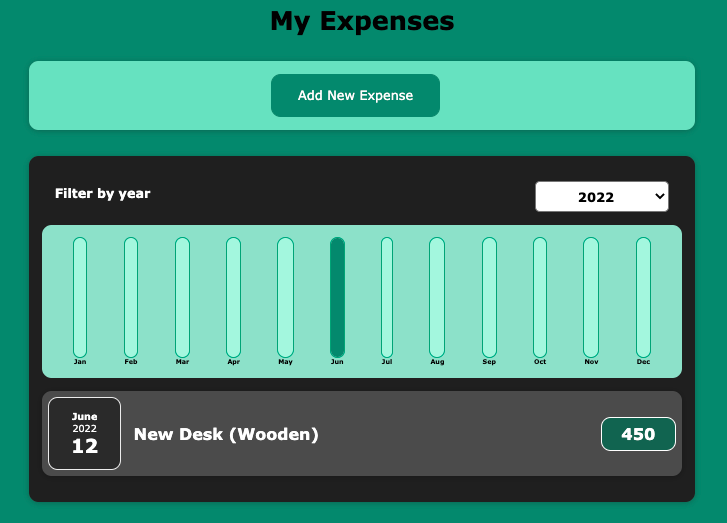 My Expenses
Add New Expense
Filter by year
2022
Jan Feb Mar Apr May Jun Jul Aug Sep Oct Nov Dec
June
2022
12
New Desk (Wooden)
450